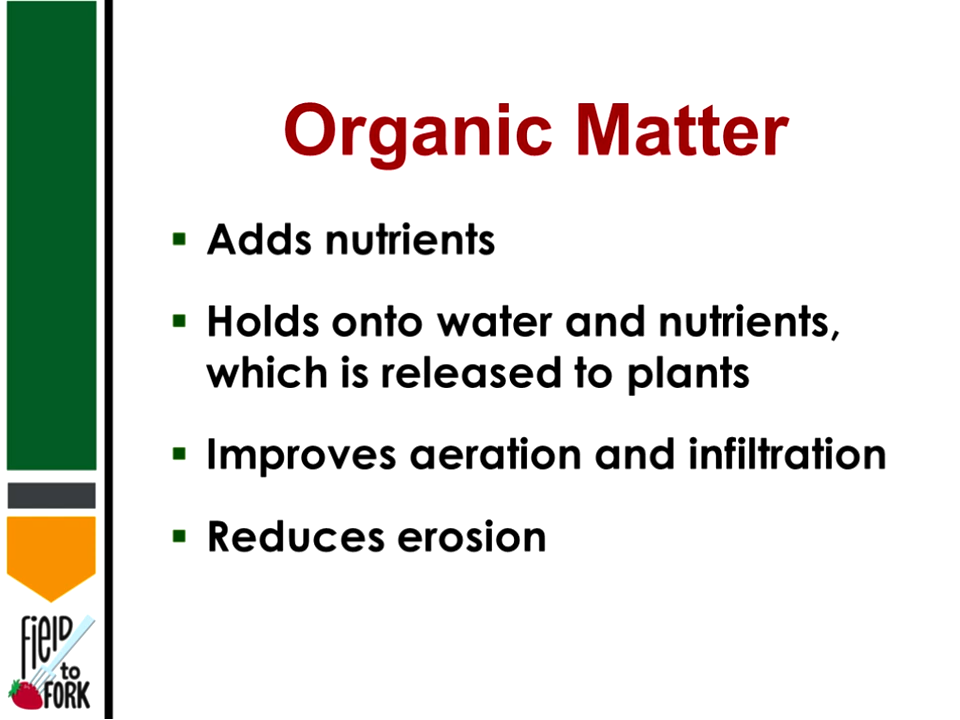 Organic Matter
▪ Adds nutrients
▪ Holds onto water and nutrients,
which is released to plants
▪ Improves aeration and infiltration
▪ Reduces erosion
FiElD
to
FORK